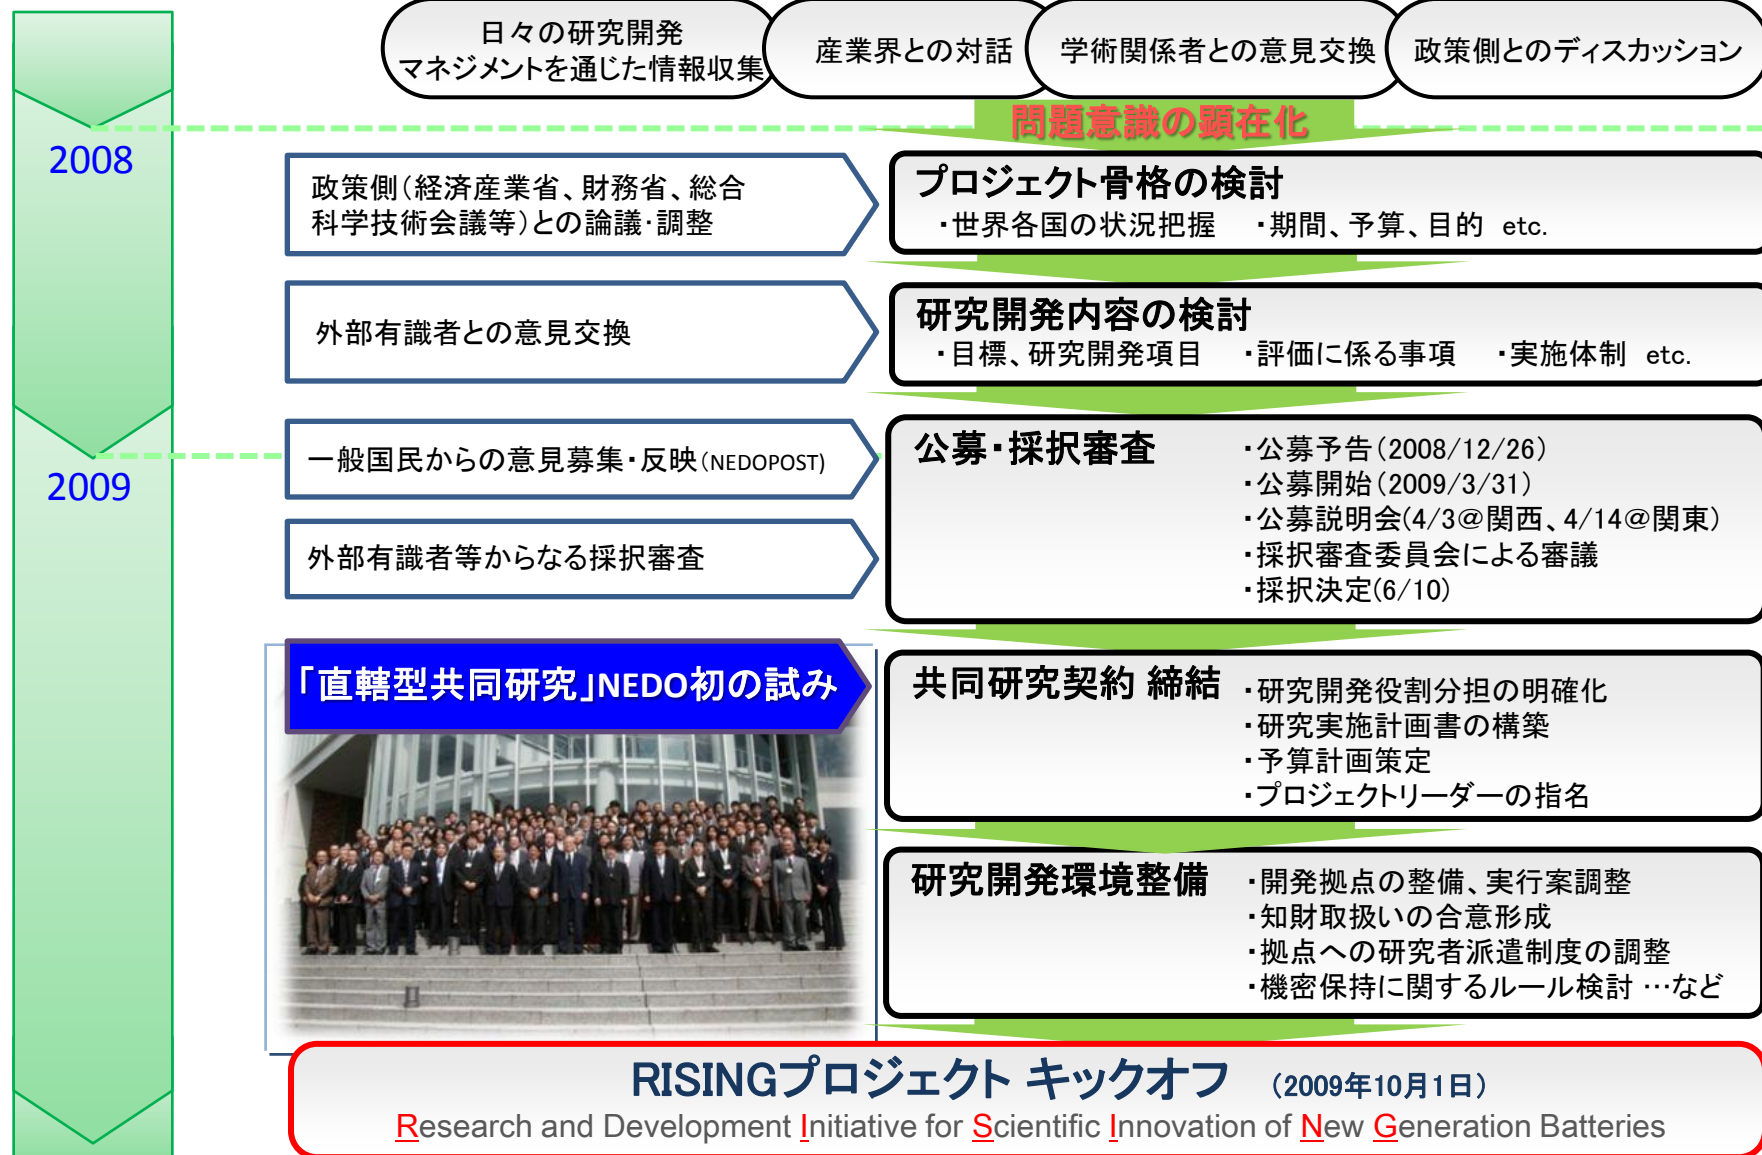 日々の研究開発
マネジメントを通じた情報収集
産業界との対話
学術関係者との意見交換
政策側とのディスカッション
問題意識の顕在化
2008
政策側（経済産業省、財務省、総合
科学技術会議等）との論議・調整
プロジェクト骨格の検討
・世界各国の状況把握　・期間、予算、目的 etc.
外部有識者との意見交換
研究開発内容の検討
・目標、研究開発項目　・評価に係る事項　・実施体制 etc.
2009
一般国民からの意見募集・反映（NEDOPOST)
外部有識者等からなる採択審査
公募・採択審査
・公募予告（2008/12/26）
・公募開始（2009/3/31）
・公募説明会(4/3@関西、4/14@関東）
・採択審査委員会による審議
・採択決定(6/10)
「直轄型共同研究」NEDO初の試み
共同研究契約 締結
・研究開発役割分担の明確化
・研究実施計画書の構築
・予算計画策定
・プロジェクトリーダーの指名
研究開発環境整備
・開発拠点の整備、実行案調整
・知財取扱いの合意形成
・拠点への研究者派遣制度の調整
・機密保持に関するルール検討 …など
RISINGプロジェクト キックオフ （2009年10月1日）
Research and Development Initiative for Scientific Innovation of New Generation Batteries